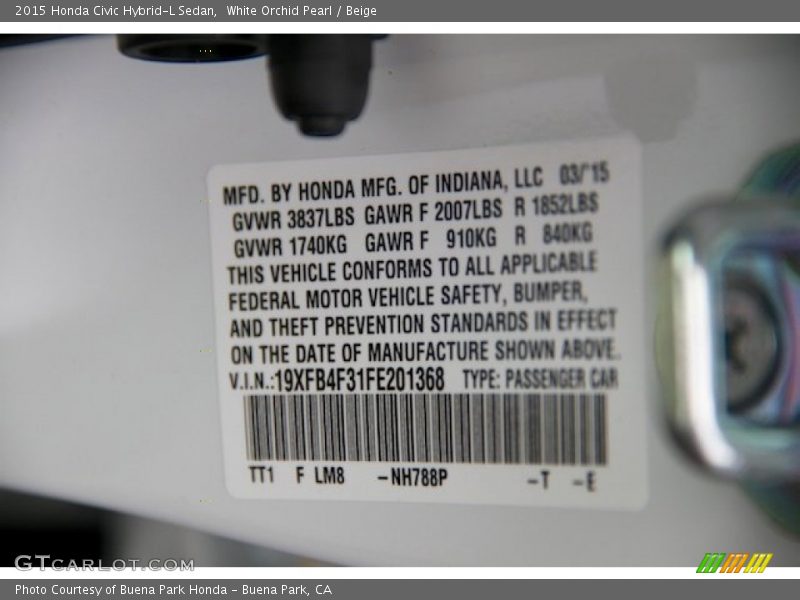 2015 Honda Civic Hybrid-L Sedan, White Orchid Pearl / Beige
MFD. BY HONDA MFG. OF INDIANA, LLC 03/'15
GVWR 3837LBS GAWR F 2007LBS R 1852LBS
GVWR 1740KG GAWR F 910KG R 840KG
THIS VEHICLE CONFORMS TO ALL APPLICABLE
FEDERAL MOTOR VEHICLE SAFETY, BUMPER,
AND THEFT PREVENTION STANDARDS IN EFFECT
ON THE DATE OF MANUFACTURE SHOWN ABOVE.
V.I.N.:19XFB4F31FE201368 TYPE: PASSENGER CAR
TT1 F LM8 -NH788P -T -E
GTCARLOT.COM
Photo Courtesy of Buena Park Honda - Buena Park, CA